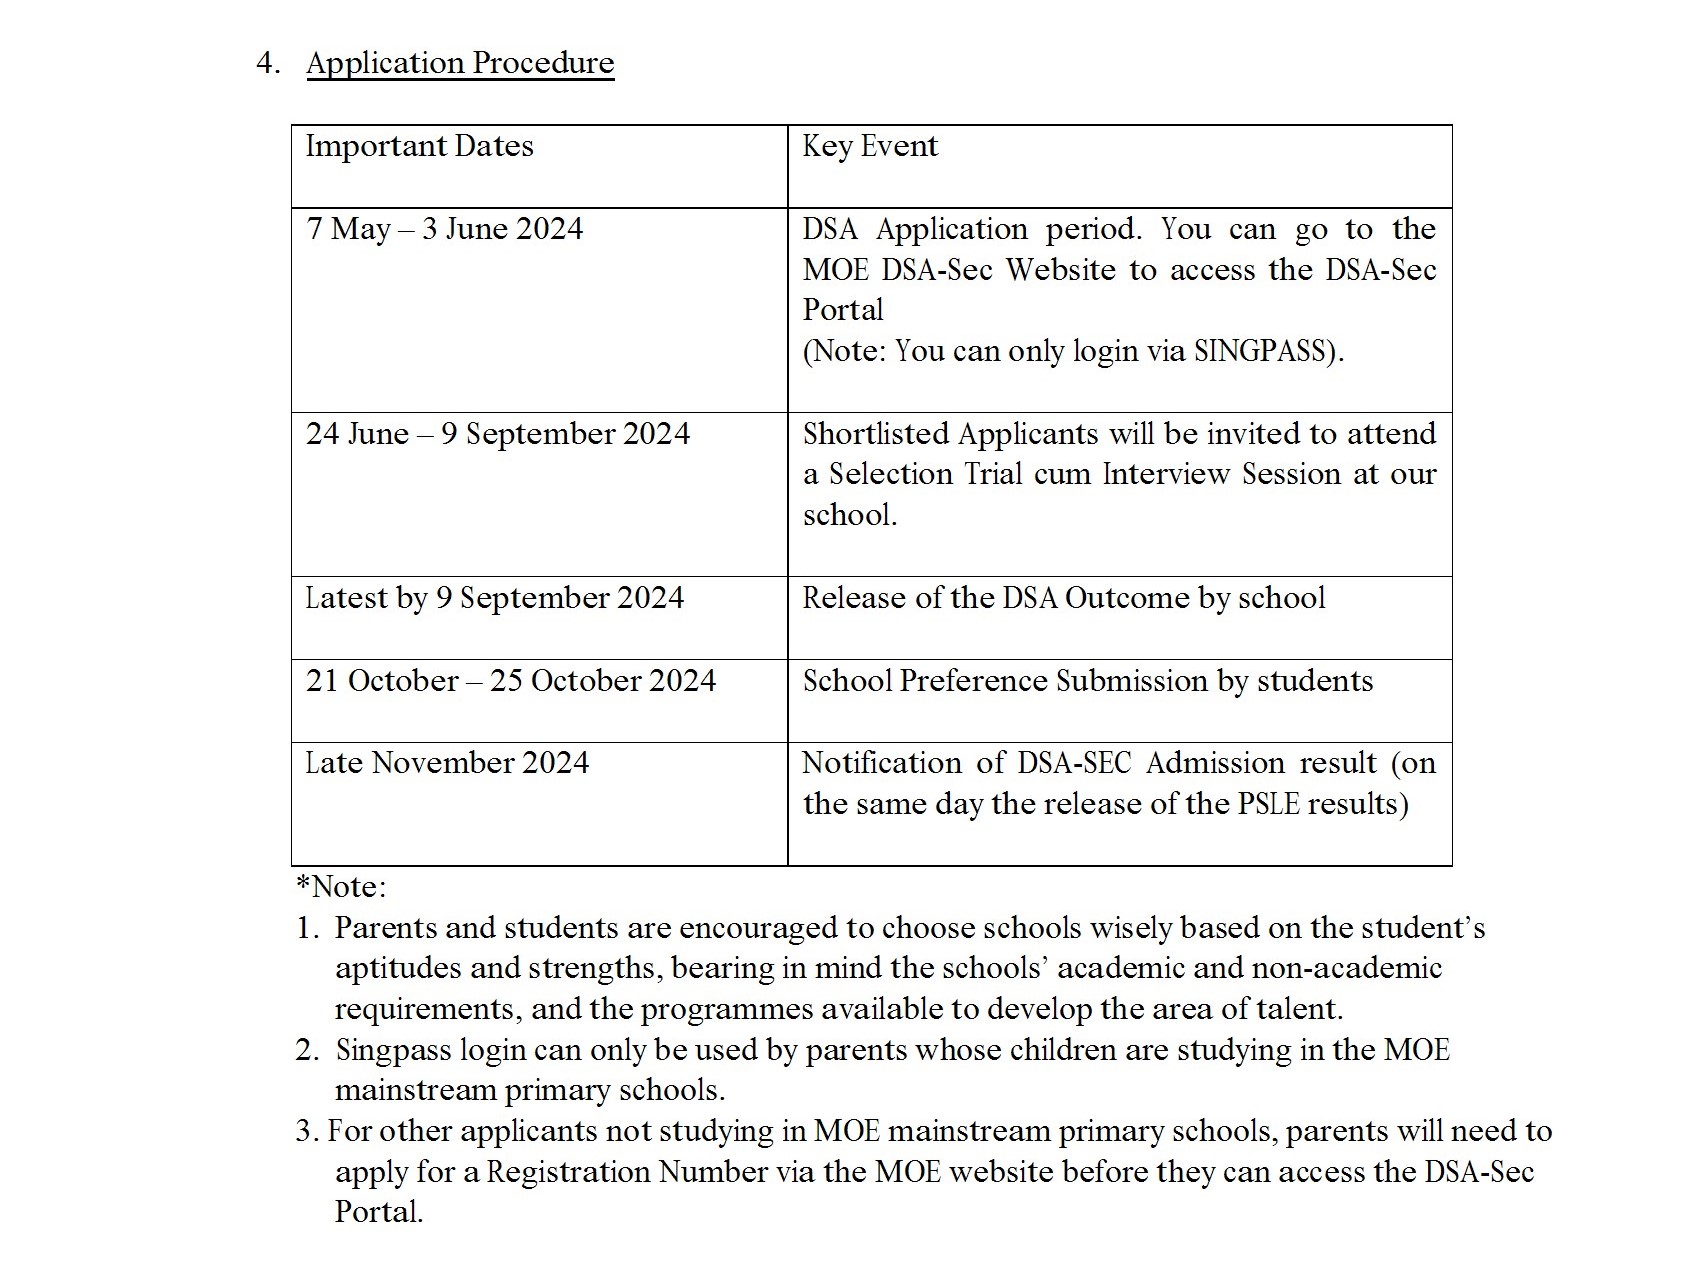 4. Application Procedure
Important Dates
Key Event
7 May – 3 June 2024
DSA Application period. You can go to the
MOE DSA-Sec Website to access the DSA-Sec
Portal
(Note: You can only login via SINGPASS).
24 June – 9 September 2024
Shortlisted Applicants will be invited to attend
a Selection Trial cum Interview Session at our
school.
Latest by 9 September 2024
Release of the DSA Outcome by school
21 October – 25 October 2024
School Preference Submission by students
Late November 2024
Notification of DSA-SEC Admission result (on
the same day the release of the PSLE results)
*Note:
1. Parents and students are encouraged to choose schools wisely based on the student’s
aptitudes and strengths, bearing in mind the schools’ academic and non-academic
requirements, and the programmes available to develop the area of talent.
2. Singpass login can only be used by parents whose children are studying in the MOE
mainstream primary schools.
3. For other applicants not studying in MOE mainstream primary schools, parents will need to
apply for a Registration Number via the MOE website before they can access the DSA-Sec
Portal.